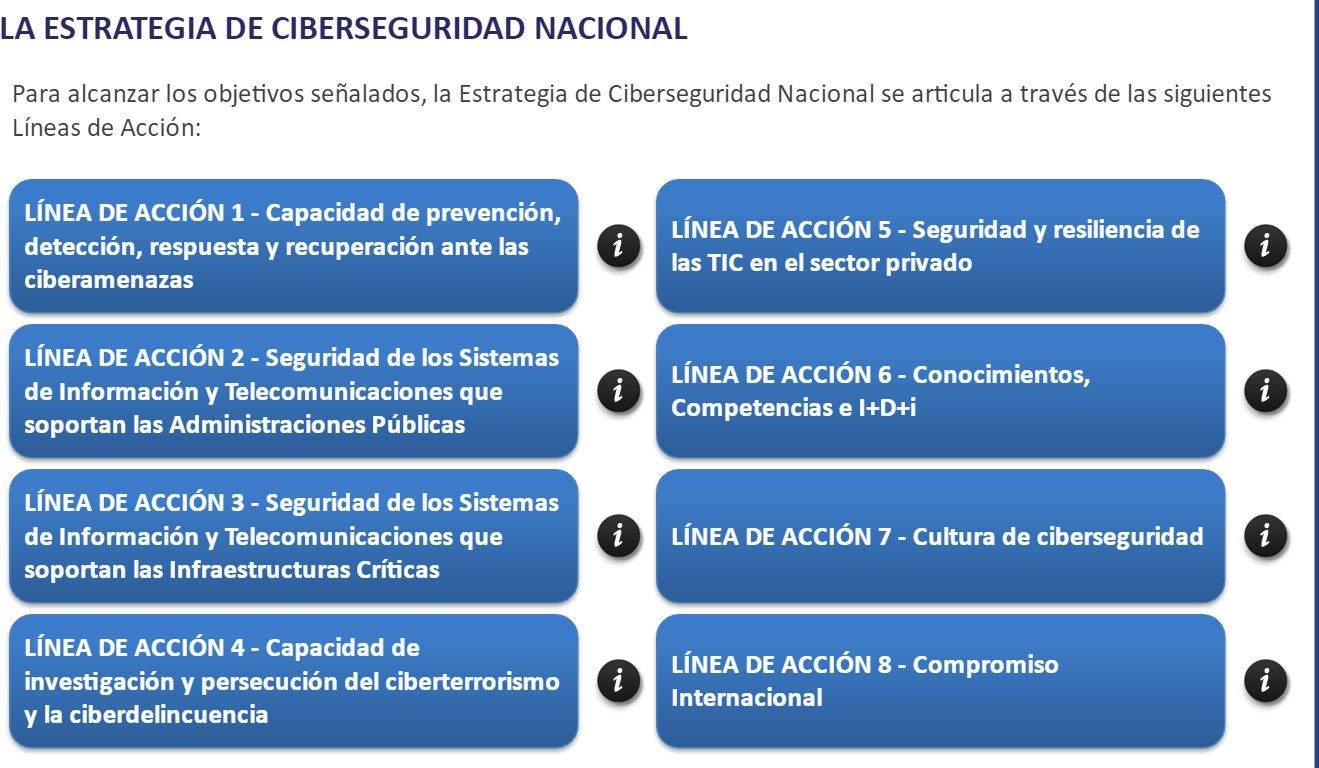 LA ESTRATEGIA DE CIBERSEGURIDAD NACIONAL
Para alcanzar los objetivos señalados, la Estrategia de Ciberseguridad Nacional se articula a través de las siguientes
Líneas de Acción:
LÍNEA DE ACCIÓN 1 - Capacidad de prevención,
detección, respuesta y recuperación ante las
ciberamenazas
i
LÍNEA DE ACCIÓN 2 - Seguridad de los Sistemas
de Información y Telecomunicaciones que
soportan las Administraciones Públicas
i
LÍNEA DE ACCIÓN 3 - Seguridad de los Sistemas
de Información y Telecomunicaciones que
soportan las Infraestructuras Críticas
i
LÍNEA DE ACCIÓN 4 - Capacidad de
investigación y persecución del ciberterrorismo
y la ciberdelincuencia
i
LÍNEA DE ACCIÓN 5 - Seguridad y resiliencia de
las TIC en el sector privado
i
LÍNEA DE ACCIÓN 6 - Conocimientos,
Competencias e I+D+i
i
LÍNEA DE ACCIÓN 7 - Cultura de ciberseguridad
i
LÍNEA DE ACCIÓN 8 - Compromiso
Internacional
i